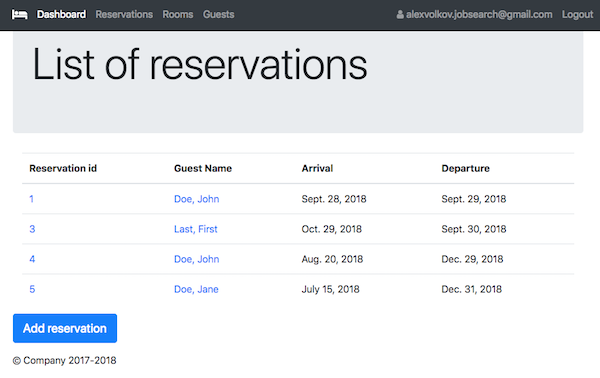 Dashboard Reservations Rooms Guests alexvolkov.jobsearch@gmail.com Logout
List of reservations
Reservation id Guest Name Arrival Departure
1 Doe, John Sept. 28, 2018 Sept. 29, 2018
3 Last, First Oct. 29, 2018 Sept. 30, 2018
4 Doe, John Aug. 20, 2018 Dec. 29, 2018
5 Doe, Jane July 15, 2018 Dec. 31, 2018
Add reservation
© Company 2017-2018